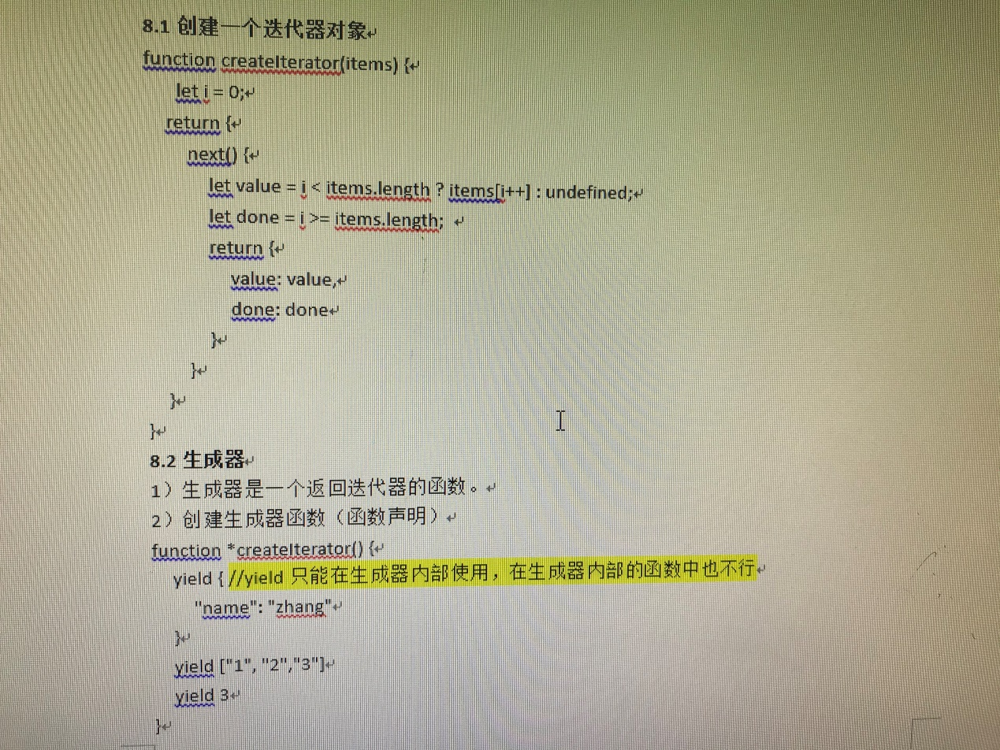 8.1 创建一个迭代器对象
function createIterator(items) {
let i = 0;
return {
next() {
let value = i < items.length ? items[i++] : undefined;
let done = i >= items.length;
return {
value: value,
done: done
}
}
}
}
8.2 生成器
1）生成器是一个返回迭代器的函数。
2）创建生成器函数（函数声明）
function *createIterator() {
yield { //yield 只能在生成器内部使用，在生成器内部的函数中也不行
"name": "zhang"
}
yield ["1", "2","3"]
yield 3
}